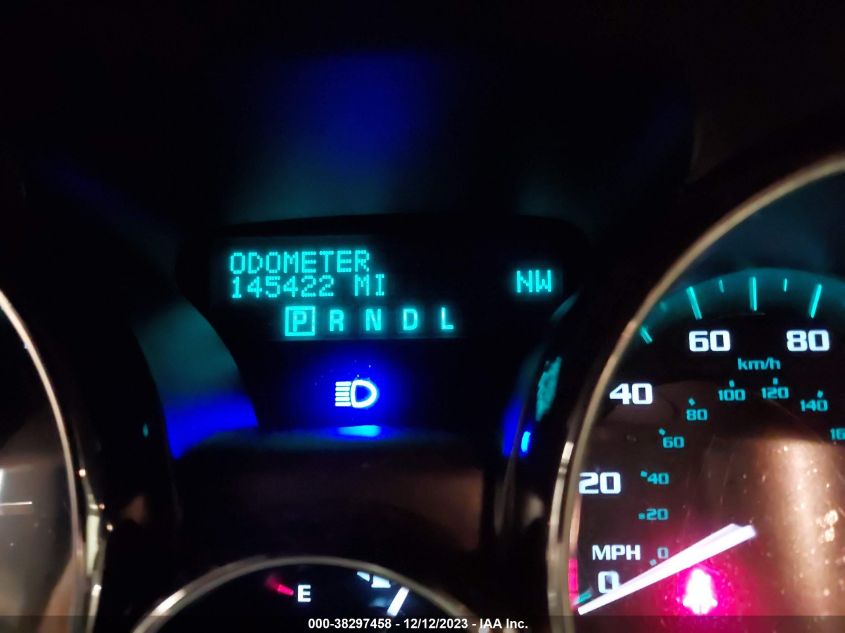 ODOMETER
145422 MI
NW
P R N D L
60 80
km/h
40
80 100 120 140
60
20
40
20
MPH 0
0
E
000-38297458 - 12/12/2023 - IAA Inc.